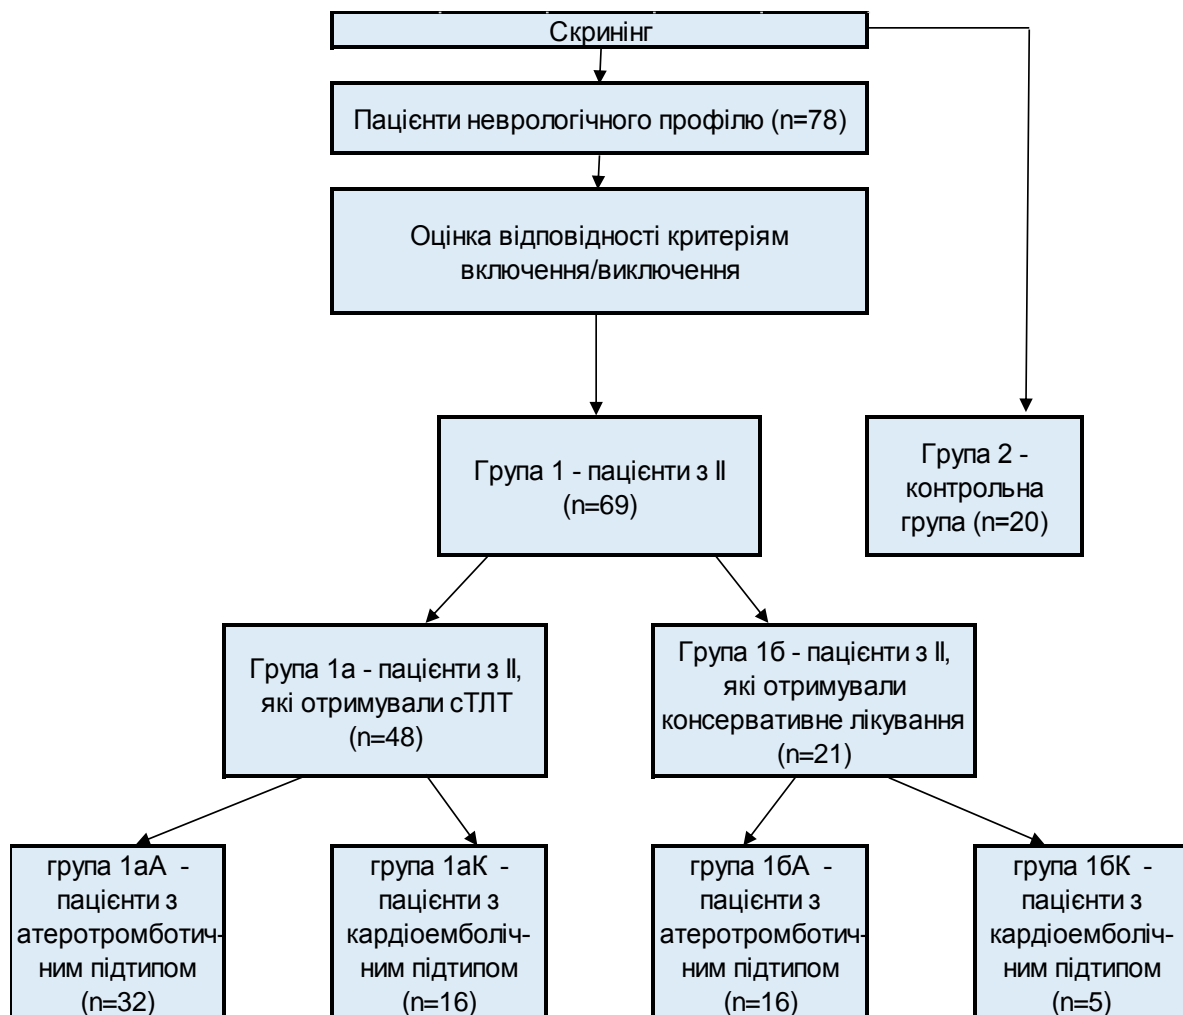 Скринінг
Пацієнти неврологічного профілю (n=78)
Оцінка відповідності критеріям
включення/виключення
Група 1 - пацієнти з ІІ
(n=69)
Група 2 -
контрольна
група (n=20)
Група 1а - пацієнти з ІІ,
які отримували сТЛТ
(n=48)
Група 1б - пацієнти з ІІ,
які отримували
консервативне лікування
(n=21)
група 1аА -
пацієнти з
атеротромботич-
ним підтипом
(n=32)
група 1аК -
пацієнти з
кардіоемболіч-
ним підтипом
(n=16)
група 1бА -
пацієнти з
атеротромботич-
ним підтипом
(n=16)
група 1бК -
пацієнти з
кардіоемболіч-
ним підтипом
(n=5)